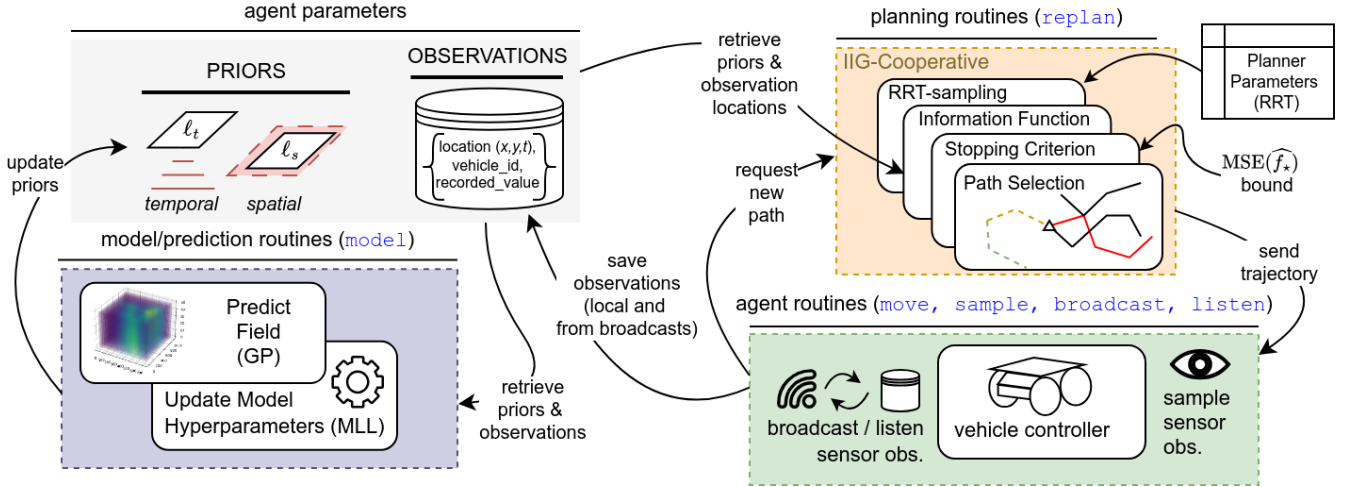 agent parameters
PRIORS
ℓt
ℓs
temporal
spatial
OBSERVATIONS
location (x,y,t),
vehicle_id,
recorded_value
update
priors
model/prediction routines (model)
Predict
Field
(GP)
Update Model
Hyperparameters (MLL)
retrieve
priors &
observations
save
observations
(local and
from broadcasts)
retrieve
priors &
observation
locations
request
new
path
planning routines (replan)
IIG-Cooperative
RRT-sampling
Information Function
Stopping Criterion
Path Selection
Planner
Parameters
(RRT)
MSE(f̂⋆)
bound
send
trajectory
agent routines (move, sample, broadcast, listen)
broadcast / listen
sensor obs.
vehicle controller
sample
sensor
obs.